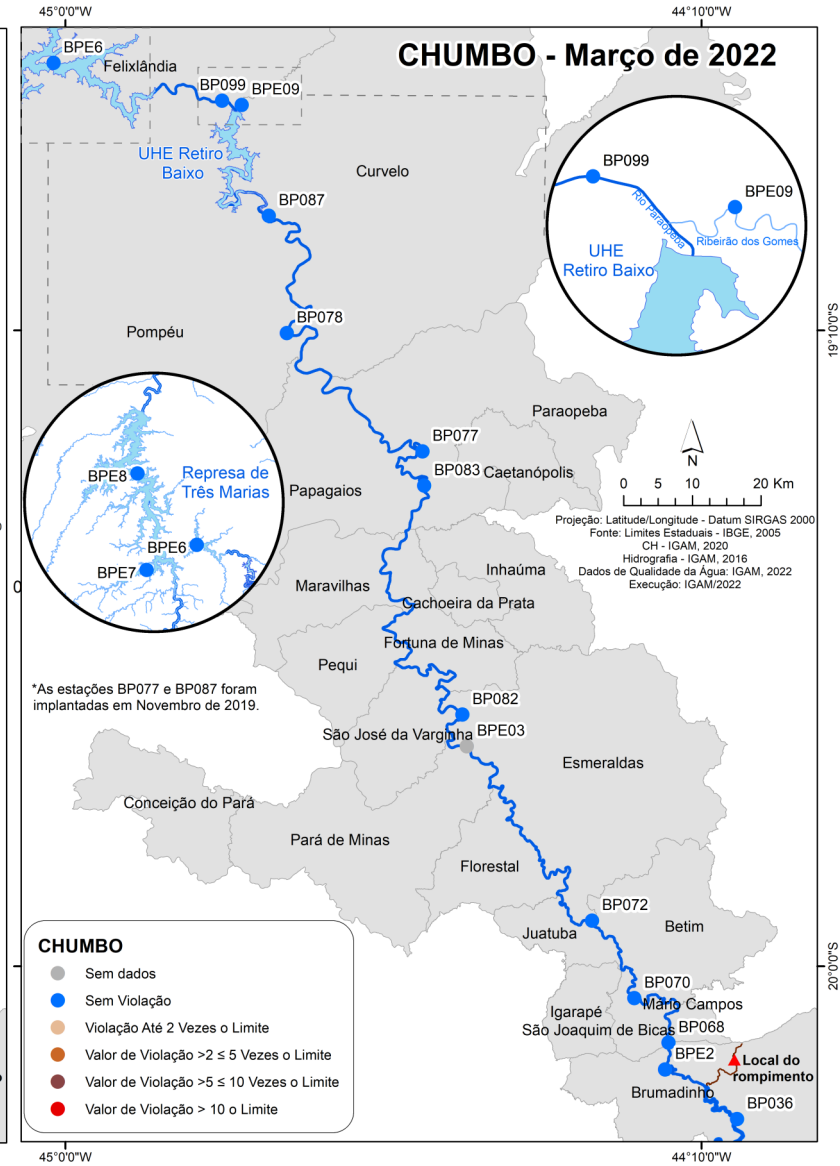 45°0'0"W
44°10'0"W
CHUMBO - Março de 2022
BPE6
Felixlândia
BP099
BPE09
UHE Retiro
Baixo
Curvelo
BP087
BP099
BPE09
Rio Paraopeba
Ribeirão dos Gomes
UHE
Retiro Baixo
BP078
Pompéu
19°10'0"S
Paraopeba
BP077
BP083
Caetanópolis
Papagaios
N
0 5 10 20 Km
Projeção: Latitude/Longitude - Datum SIRGAS 2000
Fonte: Limites Estaduais - IBGE, 2005
CH - IGAM, 2020
Hidrografia - IGAM, 2016
Dados de Qualidade da Água: IGAM, 2022
Execução: IGAM/2022
BPE8
Represa de
Três Marias
BPE6
BPE7
Maravilhas
Inhaúma
Cachoeira da Prata
Fortuna de Minas
Pequi
*As estações BP077 e BP087 foram
implantadas em Novembro de 2019.
BP082
São José da Varginha
BPE03
Esmeraldas
Conceição do Pará
Pará de Minas
Florestal
BP072
Juatuba
Betim
20°0'0"S
BP070
Mário Campos
Igarapé
São Joaquim de Bicas
BP068
BPE2
Local do
rompimento
Brumadinho
BP036
CHUMBO
Sem dados
Sem Violação
Violação Até 2 Vezes o Limite
Valor de Violação >2 ≤ 5 Vezes o Limite
Valor de Violação >5 ≤ 10 Vezes o Limite
Valor de Violação > 10 o Limite
45°0'0"W
44°10'0"W